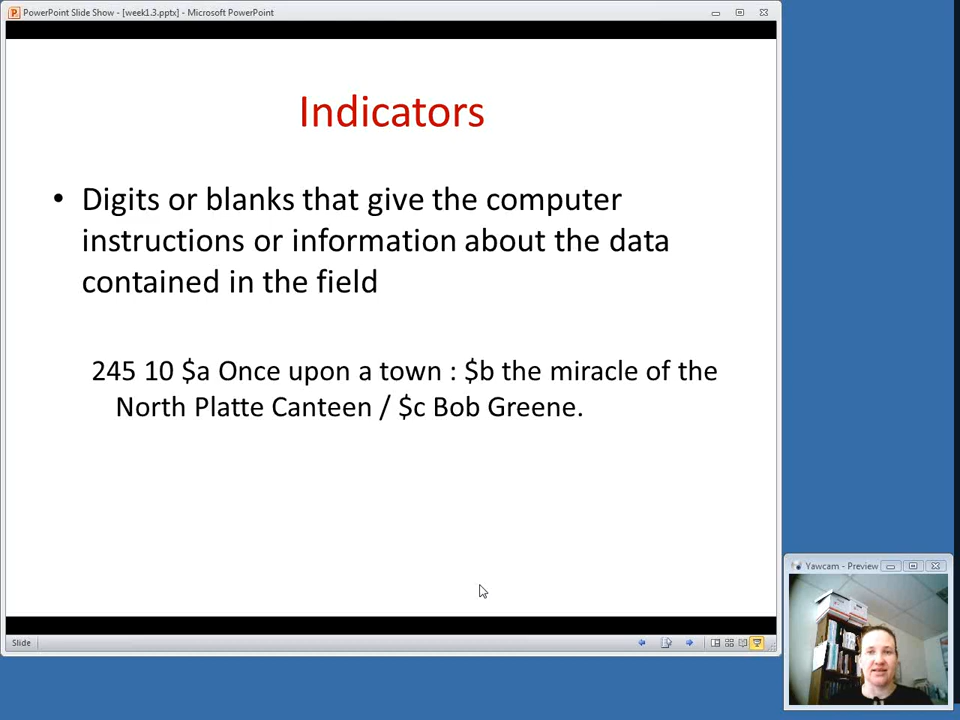 PowerPoint Slide Show - [week1.3.pptx] - Microsoft PowerPoint
Indicators
• Digits or blanks that give the computer
instructions or information about the data
contained in the field
245 10 $a Once upon a town : $b the miracle of the
North Platte Canteen / $c Bob Greene.
Yawcam - Preview
Slide